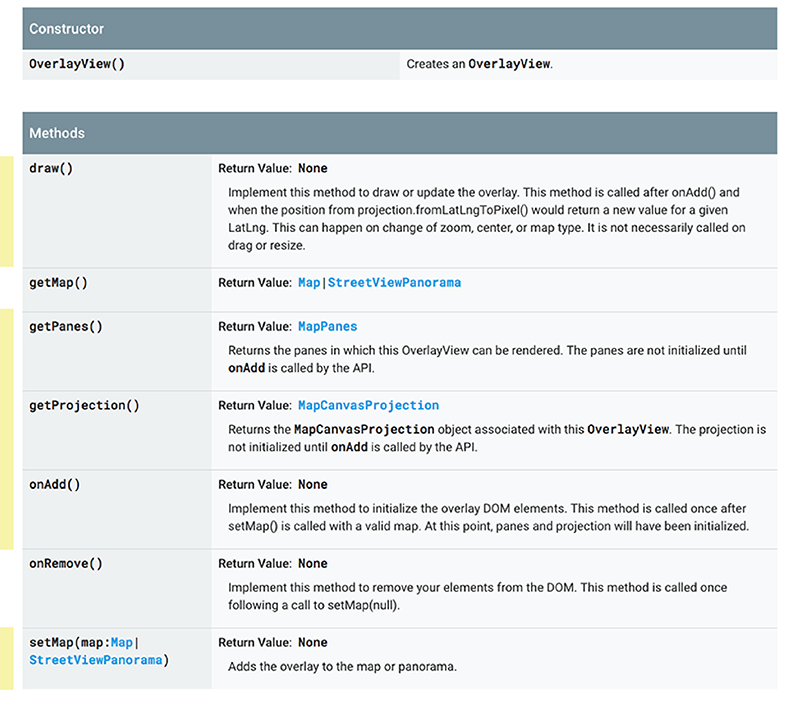 Constructor
OverlayView() Creates an OverlayView.
Methods
draw() Return Value: None
Implement this method to draw or update the overlay. This method is called after onAdd() and
when the position from projection.fromLatLngToPixel() would return a new value for a given
LatLng. This can happen on change of zoom, center, or map type. It is not necessarily called on
drag or resize.
getMap() Return Value: Map|StreetViewPanorama
getPanes() Return Value: MapPanes
Returns the panes in which this OverlayView can be rendered. The panes are not initialized until
onAdd is called by the API.
getProjection() Return Value: MapCanvasProjection
Returns the MapCanvasProjection object associated with this OverlayView. The projection is
not initialized until onAdd is called by the API.
onAdd() Return Value: None
Implement this method to initialize the overlay DOM elements. This method is called once after
setMap() is called with a valid map. At this point, panes and projection will have been initialized.
onRemove() Return Value: None
Implement this method to remove your elements from the DOM. This method is called once
following a call to setMap(null).
setMap(map:Map| Return Value: None
StreetViewPanorama) Adds the overlay to the map or panorama.